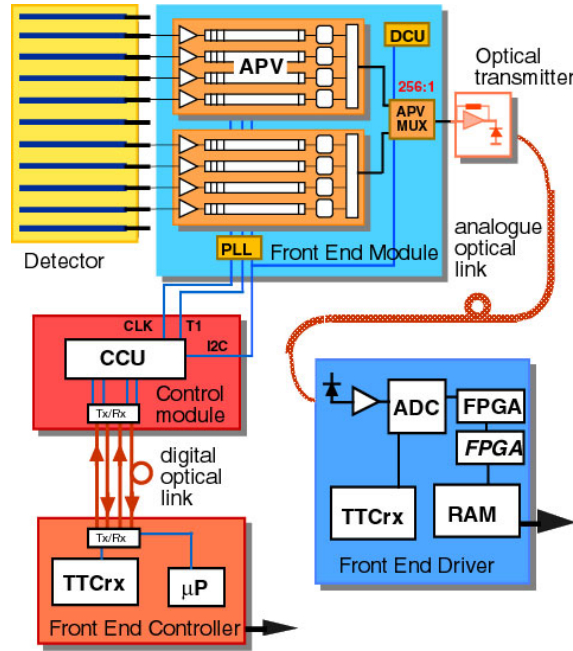 DCU
APV
256:1
APV
MUX
Optical
transmitter
PLL
Front End Module
Detector
analogue
optical
link
CLK
T1
I2C
CCU
Control
module
Tx/Rx
digital
optical
link
Tx/Rx
TTCrx
µP
Front End Controller
ADC
FPGA
FPGA
TTCrx
RAM
Front End Driver